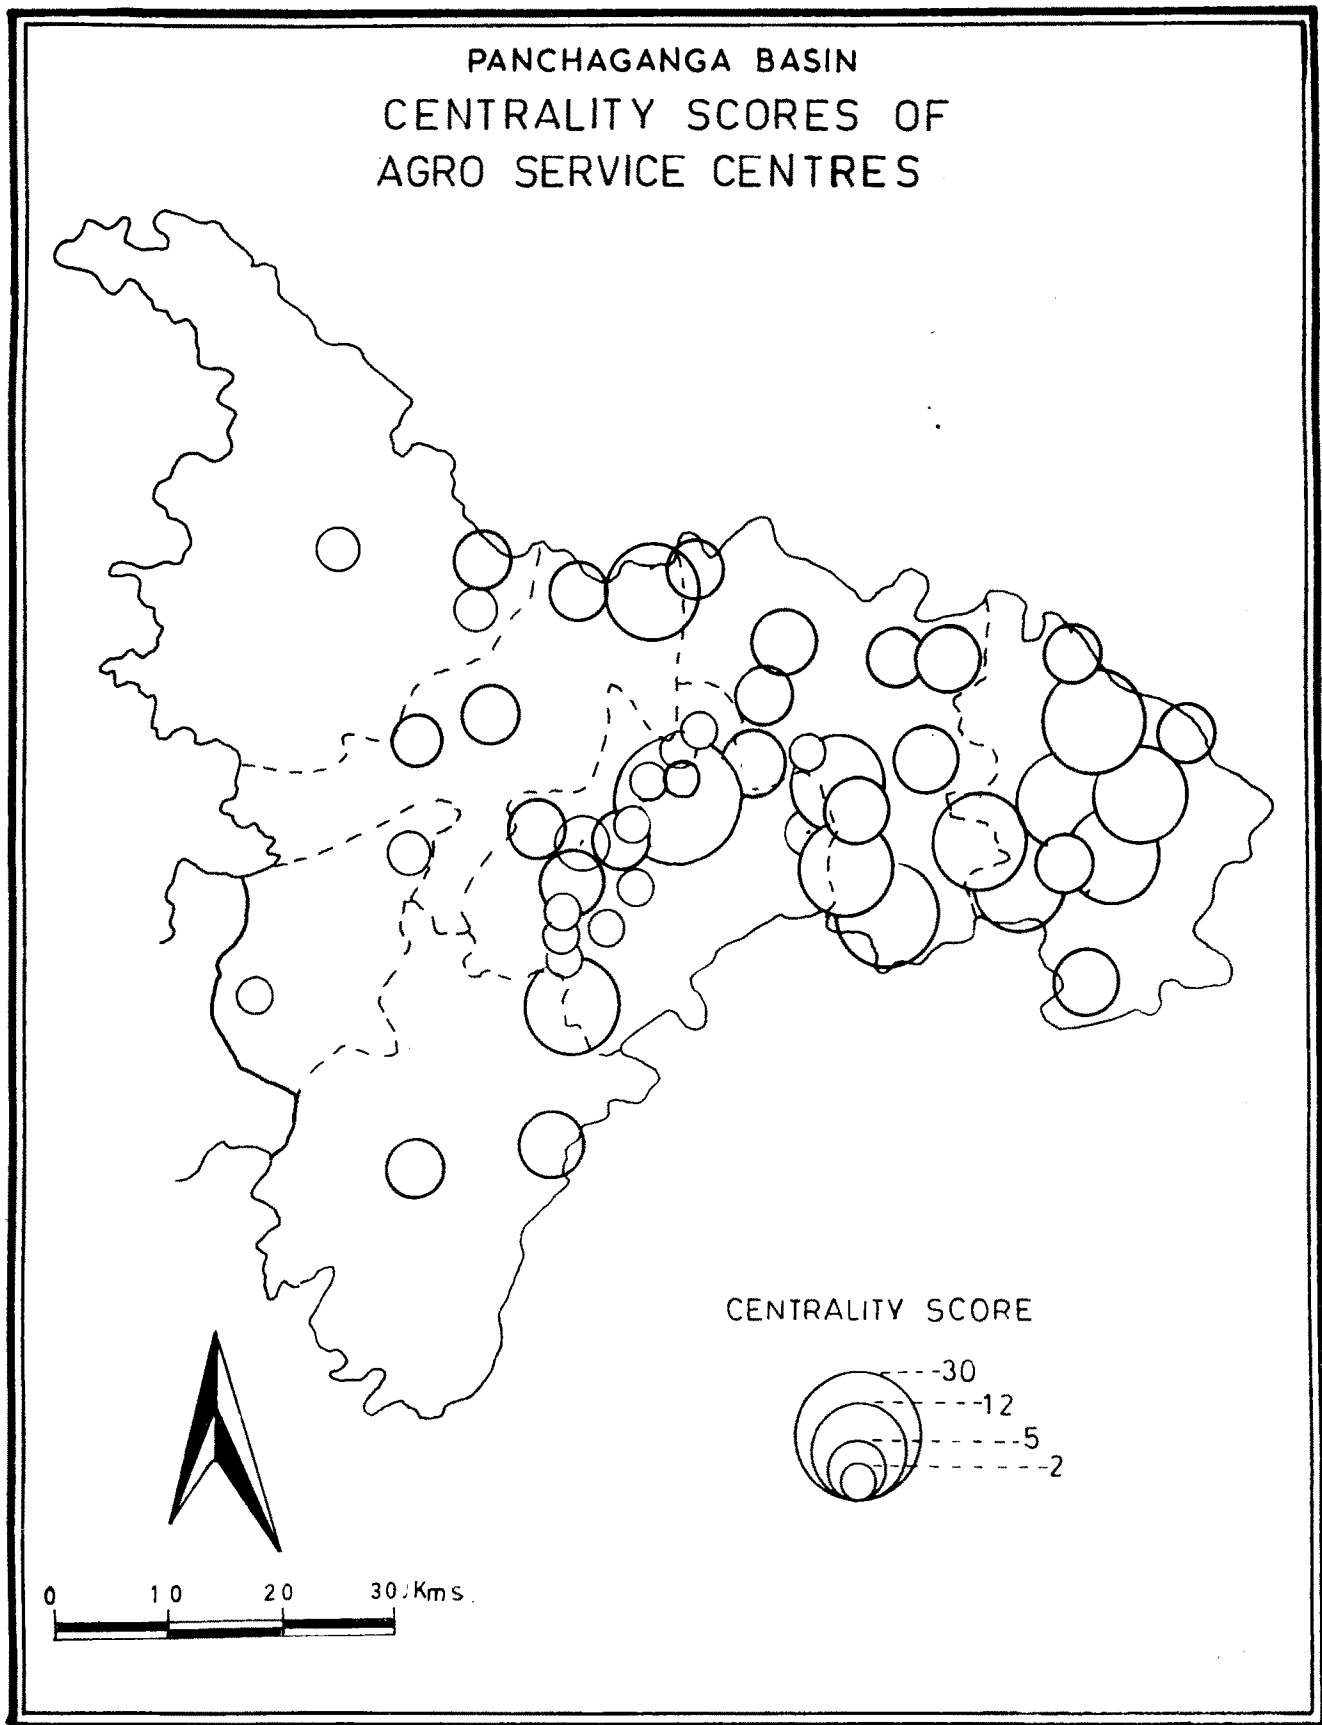 PANCHAGANGA BASIN
CENTRALITY SCORES OF
AGRO SERVICE CENTRES
CENTRALITY SCORE
30
12
5
2
0 10 20 30 Kms.